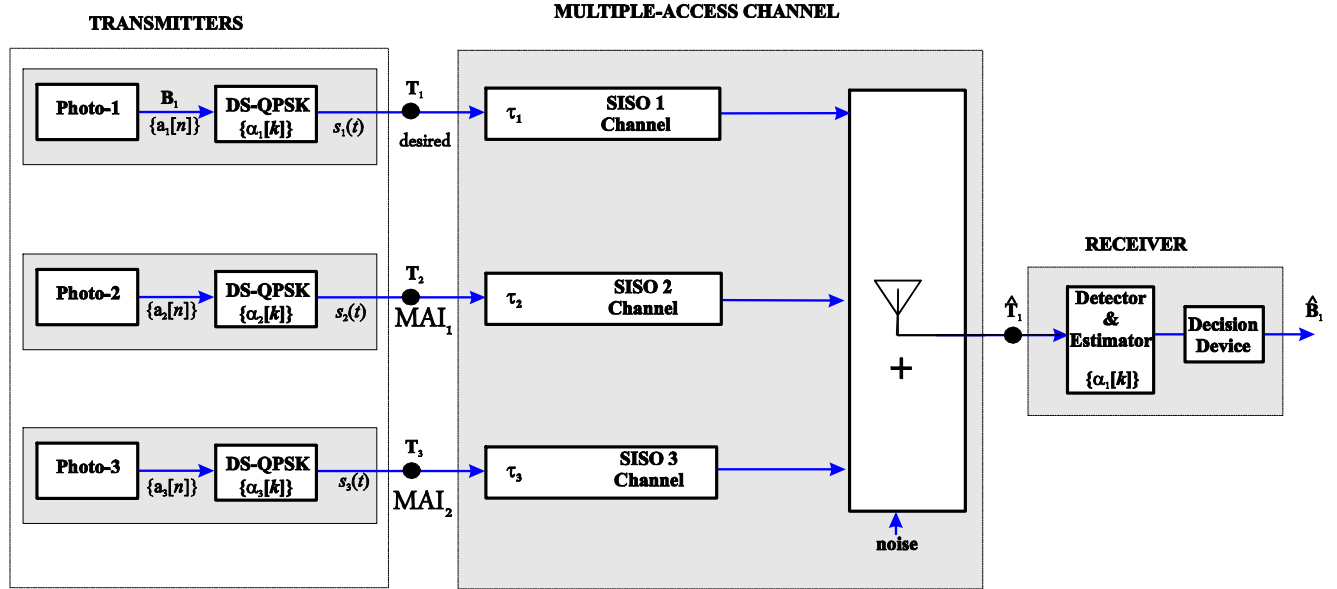 TRANSMITTERS
MULTIPLE-ACCESS CHANNEL
Photo-1
B₁
{a₁[n]}
DS-QPSK
{α₁[k]}
s₁(t)
T₁
desired
τ₁
SISO 1
Channel
Photo-2
{a₂[n]}
DS-QPSK
{α₂[k]}
s₂(t)
T₂
MAI₁
τ₂
SISO 2
Channel
Photo-3
{a₃[n]}
DS-QPSK
{α₃[k]}
s₃(t)
T₃
MAI₂
τ₃
SISO 3
Channel
+
noise
RECEIVER
T̂₁
Detector
&
Estimator
{α₁[k]}
Decision
Device
B̂₁